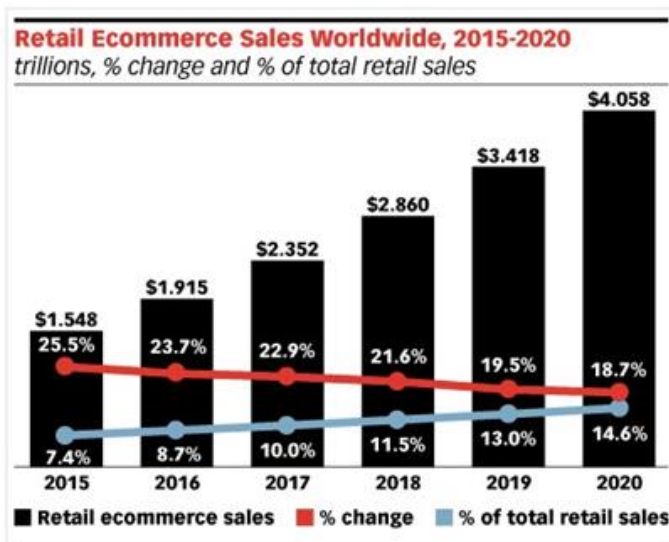 Retail Ecommerce Sales Worldwide, 2015-2020
trillions, % change and % of total retail sales
$4.058
$3.418
$2.860
$2.352
$1.915
$1.548
25.5% 23.7% 22.9% 21.6% 19.5% 18.7%
7.4% 8.7% 10.0% 11.5% 13.0% 14.6%
2015 2016 2017 2018 2019 2020
Retail ecommerce sales % change % of total retail sales